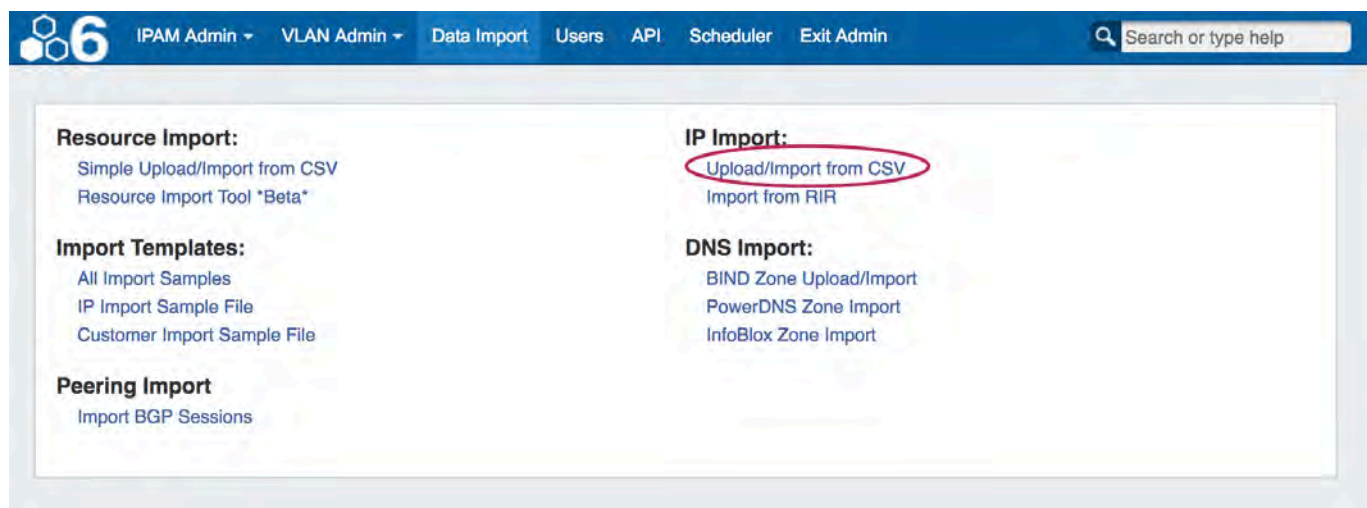 6 IPAM Admin VLAN Admin Data Import Users API Scheduler Exit Admin Search or type help
Resource Import:
Simple Upload/Import from CSV
Resource Import Tool *Beta*
Import Templates:
All Import Samples
IP Import Sample File
Customer Import Sample File
Peering Import
Import BGP Sessions
IP Import:
Upload/Import from CSV
Import from RIR
DNS Import:
BIND Zone Upload/Import
PowerDNS Zone Import
InfoBlox Zone Import